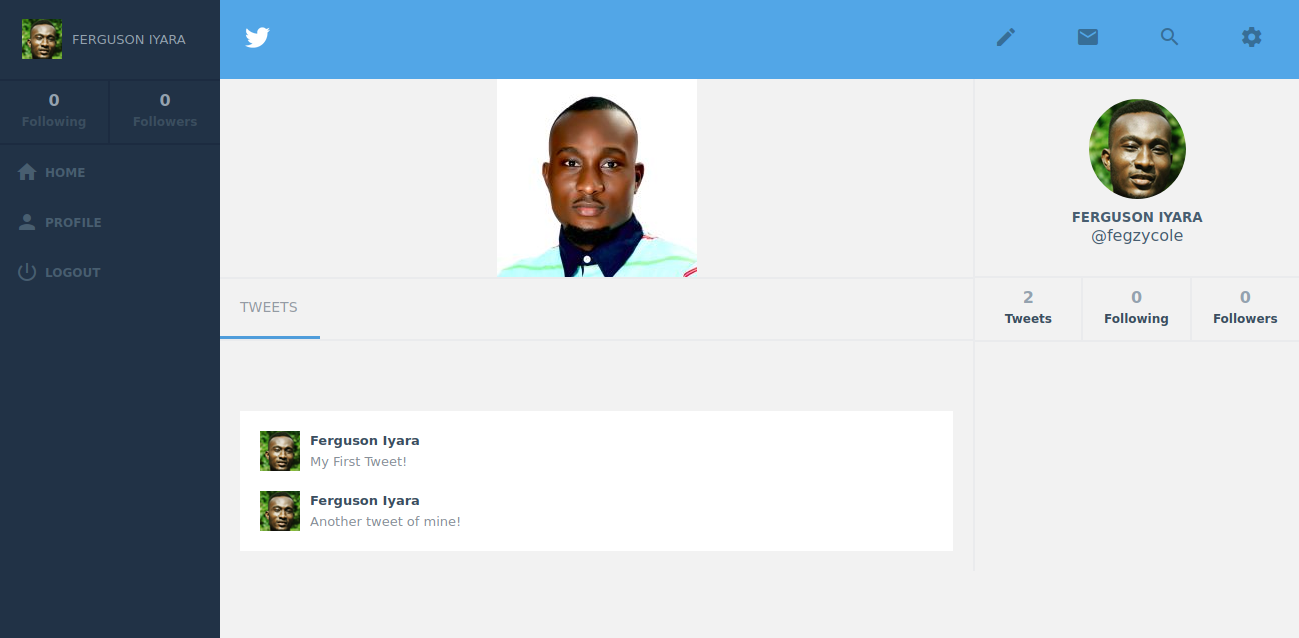 FERGUSON IYARA
0 0
Following Followers
HOME
PROFILE
LOGOUT
TWEETS
Ferguson Iyara
My First Tweet!
Ferguson Iyara
Another tweet of mine!
FERGUSON IYARA
@fegzycole
2 0 0
Tweets Following Followers